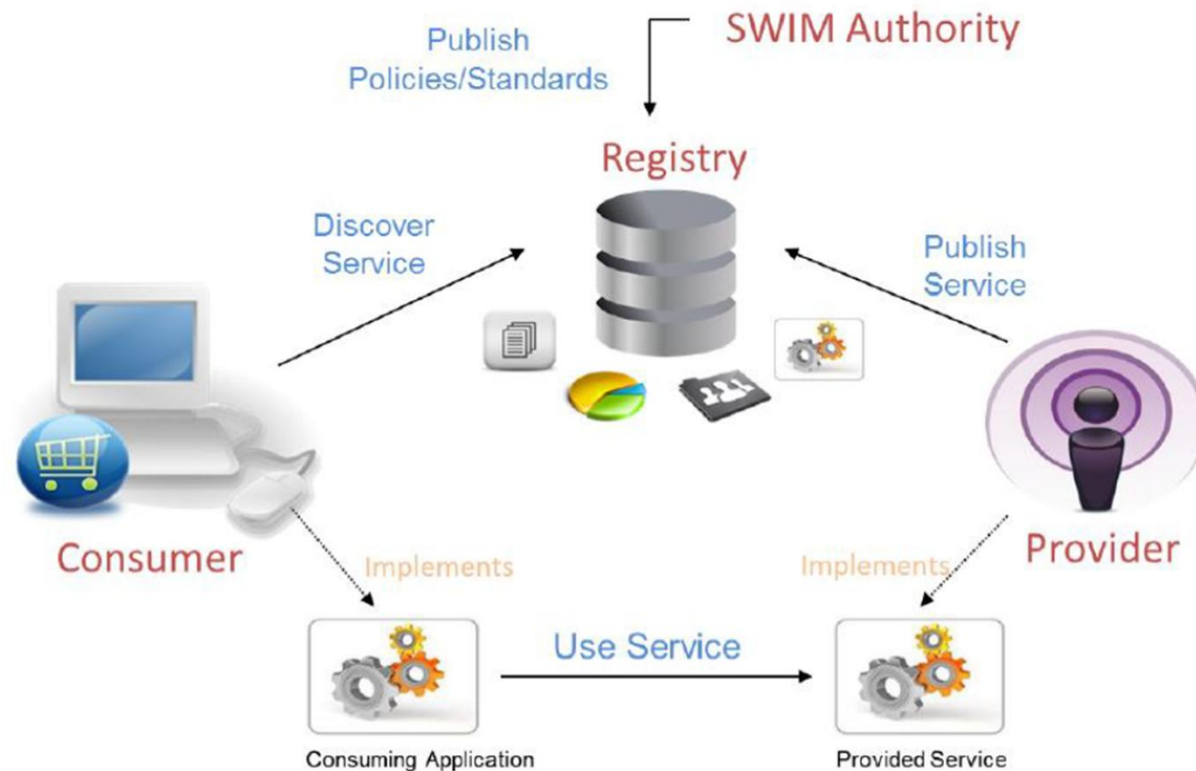 Publish
Policies/Standards
SWIM Authority
Registry
Discover
Service
Publish
Service
Consumer
Provider
Implements
Implements
Use Service
Consuming Application
Provided Service